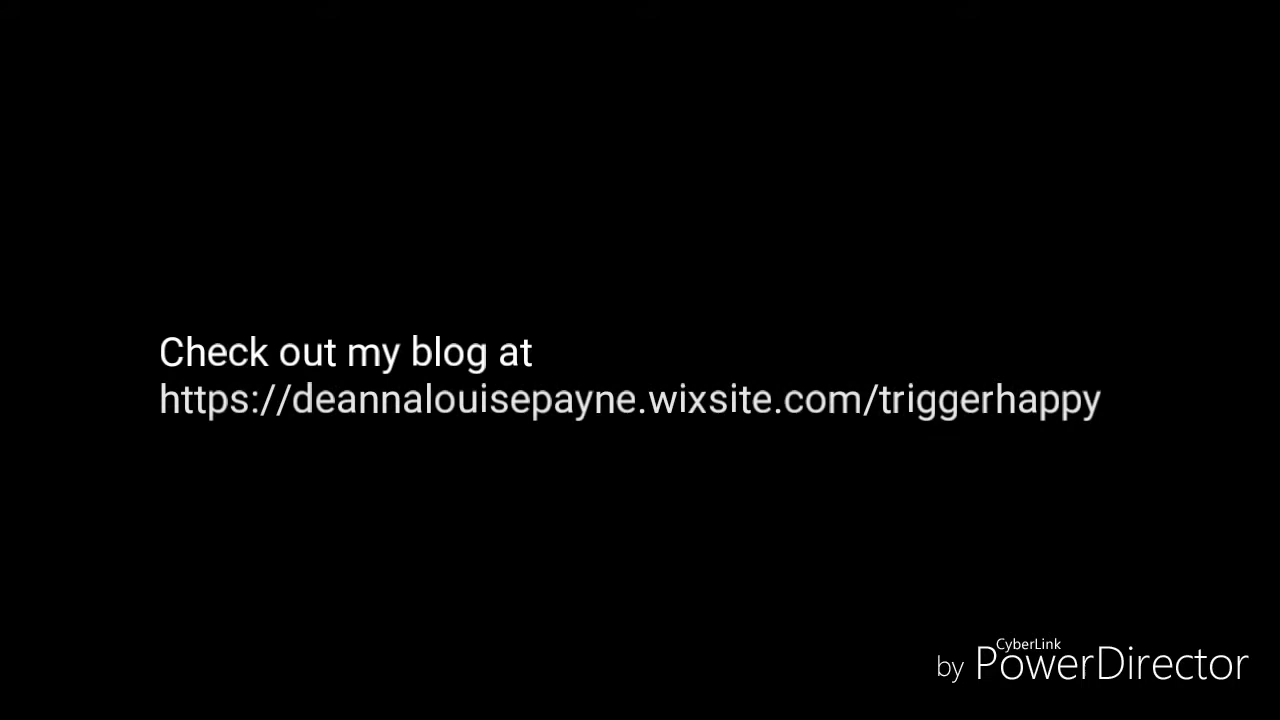 Check out my blog at
https://deannalouisepayne.wixsite.com/triggerhappy
CyberLink
by PowerDirector